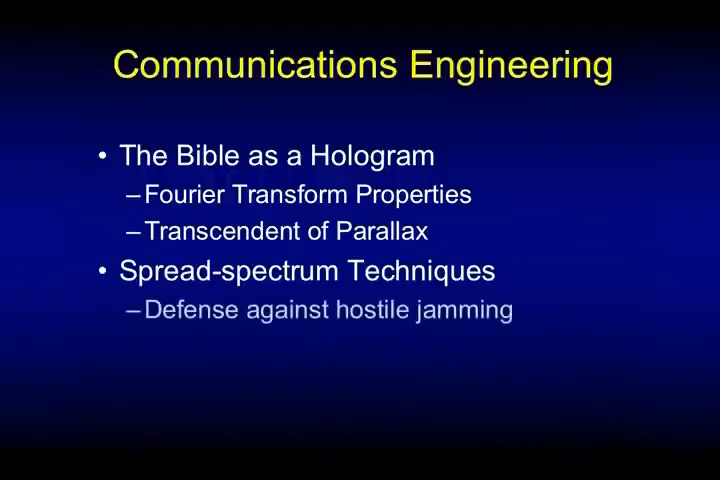 Communications Engineering
• The Bible as a Hologram
– Fourier Transform Properties
– Transcendent of Parallax
• Spread-spectrum Techniques
– Defense against hostile jamming